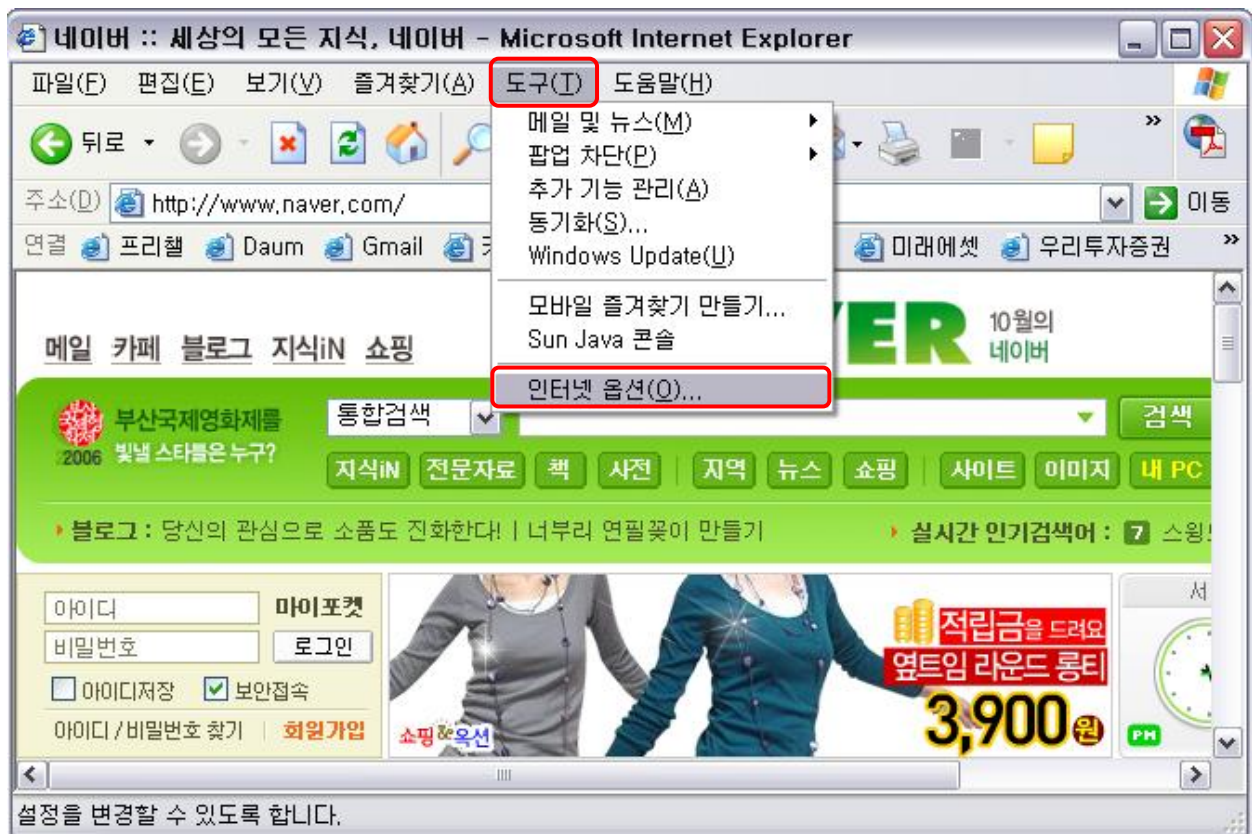 네이버 :: 세상의 모든 지식, 네이버 - Microsoft Internet Explorer
파일(F) 편집(E) 보기(V) 즐겨찾기(A) 도구(T) 도움말(H)
뒤로
메일 및 뉴스(M)
팝업 차단(P)
추가 기능 관리(A)
동기화(S)...
Windows Update(U)
모바일 즐겨찾기 만들기...
Sun Java 콘솔
인터넷 옵션(O)...
주소(D) http://www.naver.com/ 이동
연결 프리챌 Daum Gmail 미래에셋 우리투자증권
메일 카페 블로그 지식iN 쇼핑
ER 10월의
네이버
부산국제영화제를
빛낼 스타들은 누구?
2006
통합검색 검색
지식iN 전문자료 책 사전 지역 뉴스 쇼핑 사이트 이미지 내 PC
블로그 : 당신의 관심으로 소품도 진화한다! | 너부리 연필꽂이 만들기 실시간 인기검색어 : 7 스윙
아이디 마이포켓
비밀번호 로그인
아이디저장 보안접속
아이디 / 비밀번호 찾기 회원가입
쇼핑&옥션
적립금을 드려요
옆트임 라운드 롱티
3,900원
서
PM
설정을 변경할 수 있도록 합니다.